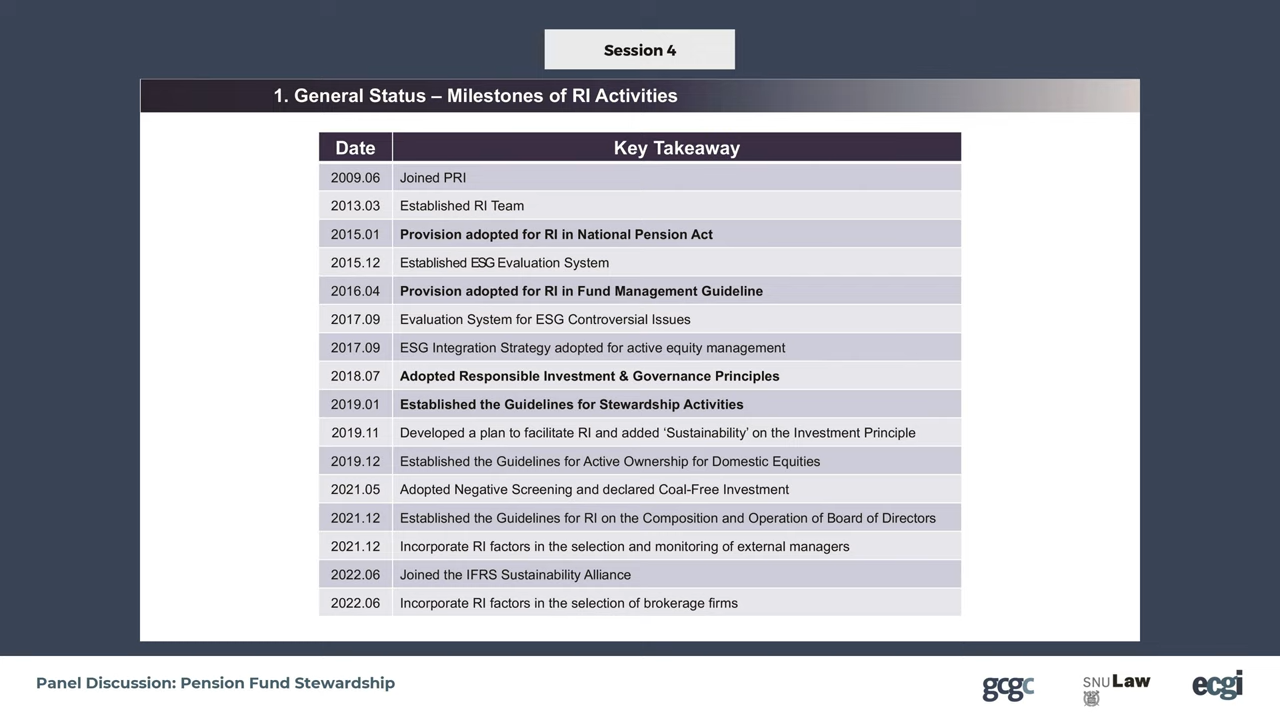 Session 4
1. General Status – Milestones of RI Activities
Date Key Takeaway
2009.06 Joined PRI
2013.03 Established RI Team
2015.01 Provision adopted for RI in National Pension Act
2015.12 Established ESG Evaluation System
2016.04 Provision adopted for RI in Fund Management Guideline
2017.09 Evaluation System for ESG Controversial Issues
2017.09 ESG Integration Strategy adopted for active equity management
2018.07 Adopted Responsible Investment & Governance Principles
2019.01 Established the Guidelines for Stewardship Activities
2019.11 Developed a plan to facilitate RI and added ‘Sustainability’ on the Investment Principle
2019.12 Established the Guidelines for Active Ownership for Domestic Equities
2021.05 Adopted Negative Screening and declared Coal-Free Investment
2021.12 Established the Guidelines for RI on the Composition and Operation of Board of Directors
2021.12 Incorporate RI factors in the selection and monitoring of external managers
2022.06 Joined the IFRS Sustainability Alliance
2022.06 Incorporate RI factors in the selection of brokerage firms
Panel Discussion: Pension Fund Stewardship
gcgc SNU Law ecgi